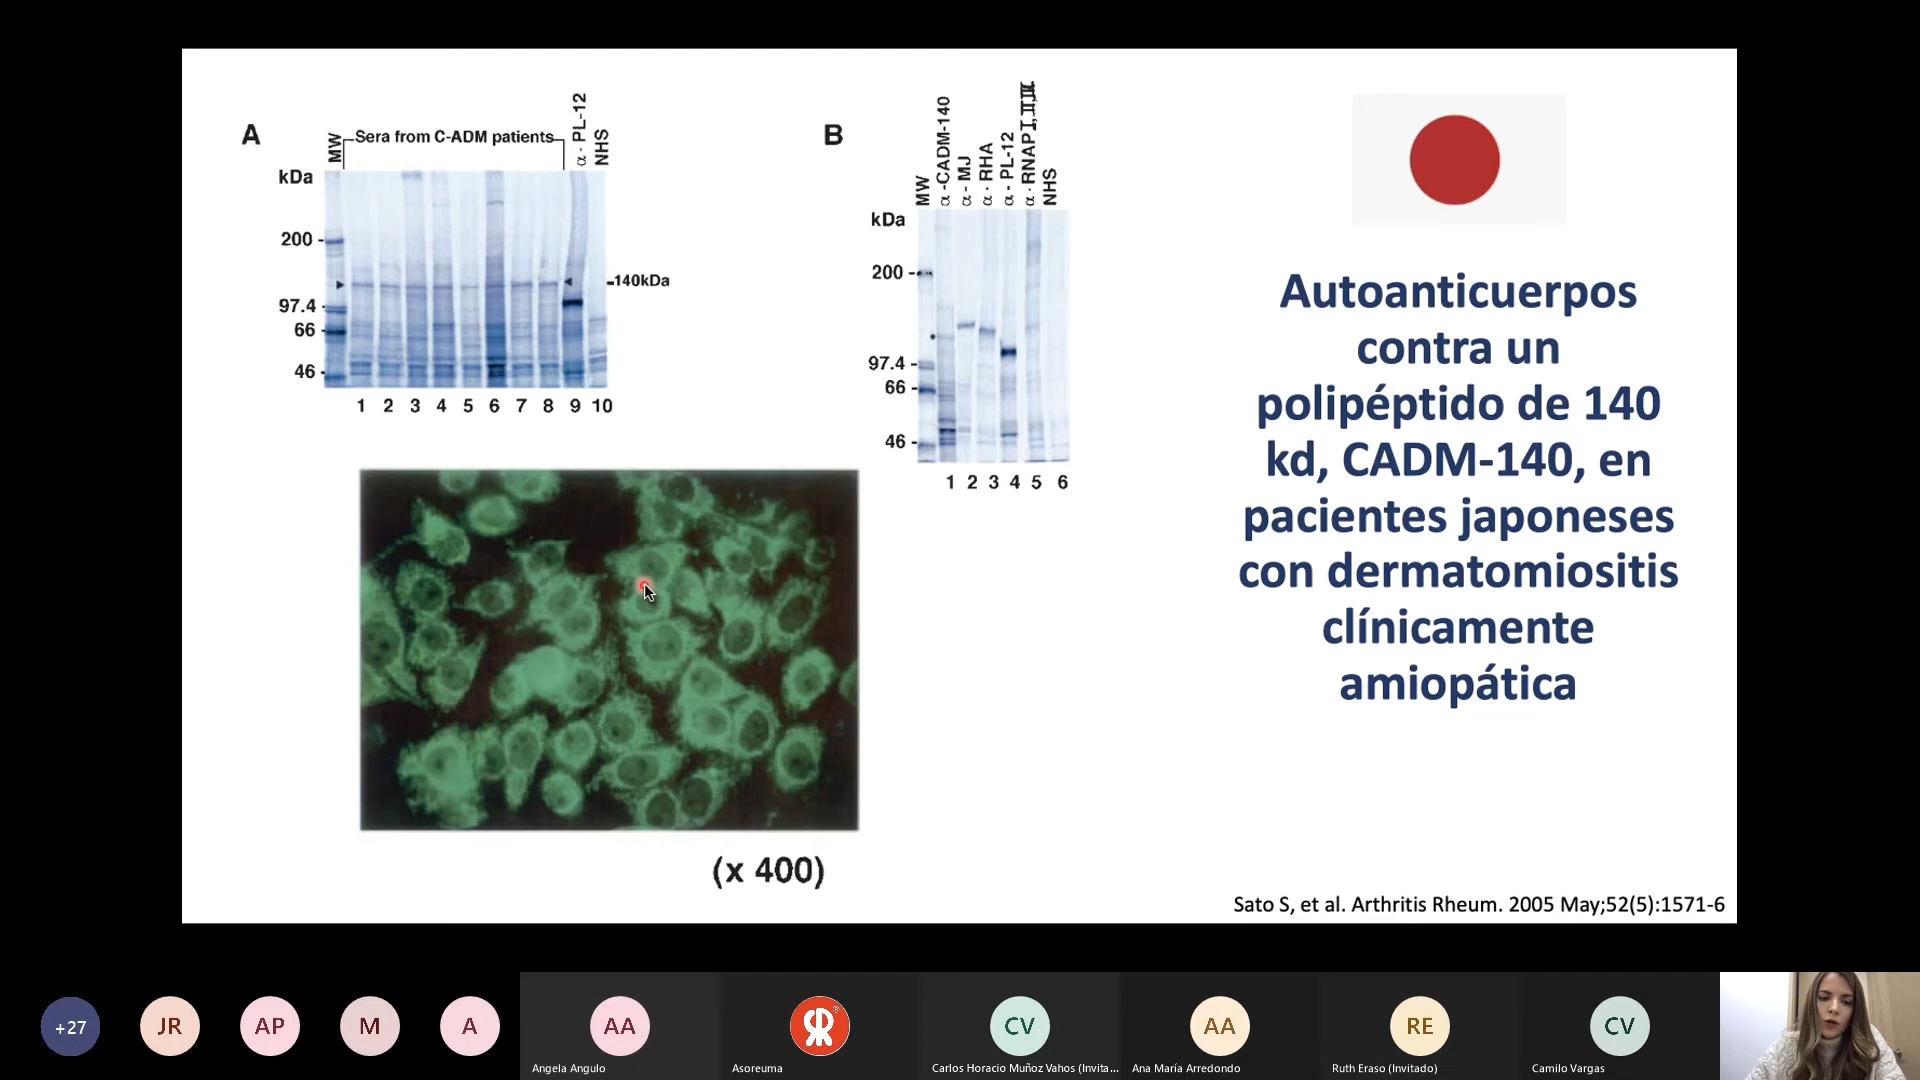 A
MW
Sera from C-ADM patients
α - PL-12
NHS
kDa
200
97.4
66
46
140kDa
1 2 3 4 5 6 7 8 9 10
B
MW
α -CADM-140
α - MJ
α - RHA
α - PL-12
α - RNAP I,II,III
NHS
kDa
200
97.4
66
46
1 2 3 4 5 6
(x 400)
Autoanticuerpos
contra un
polipéptido de 140
kd, CADM-140, en
pacientes japoneses
con dermatomiositis
clínicamente
amiopática
Sato S, et al. Arthritis Rheum. 2005 May;52(5):1571-6
+27
JR
AP
M
A
AA
Angela Angulo
Asoreuma
CV
Carlos Horacio Muñoz Vahos (Invita...
AA
Ana María Arredondo
RE
Ruth Eraso (Invitado)
CV
Camilo Vargas